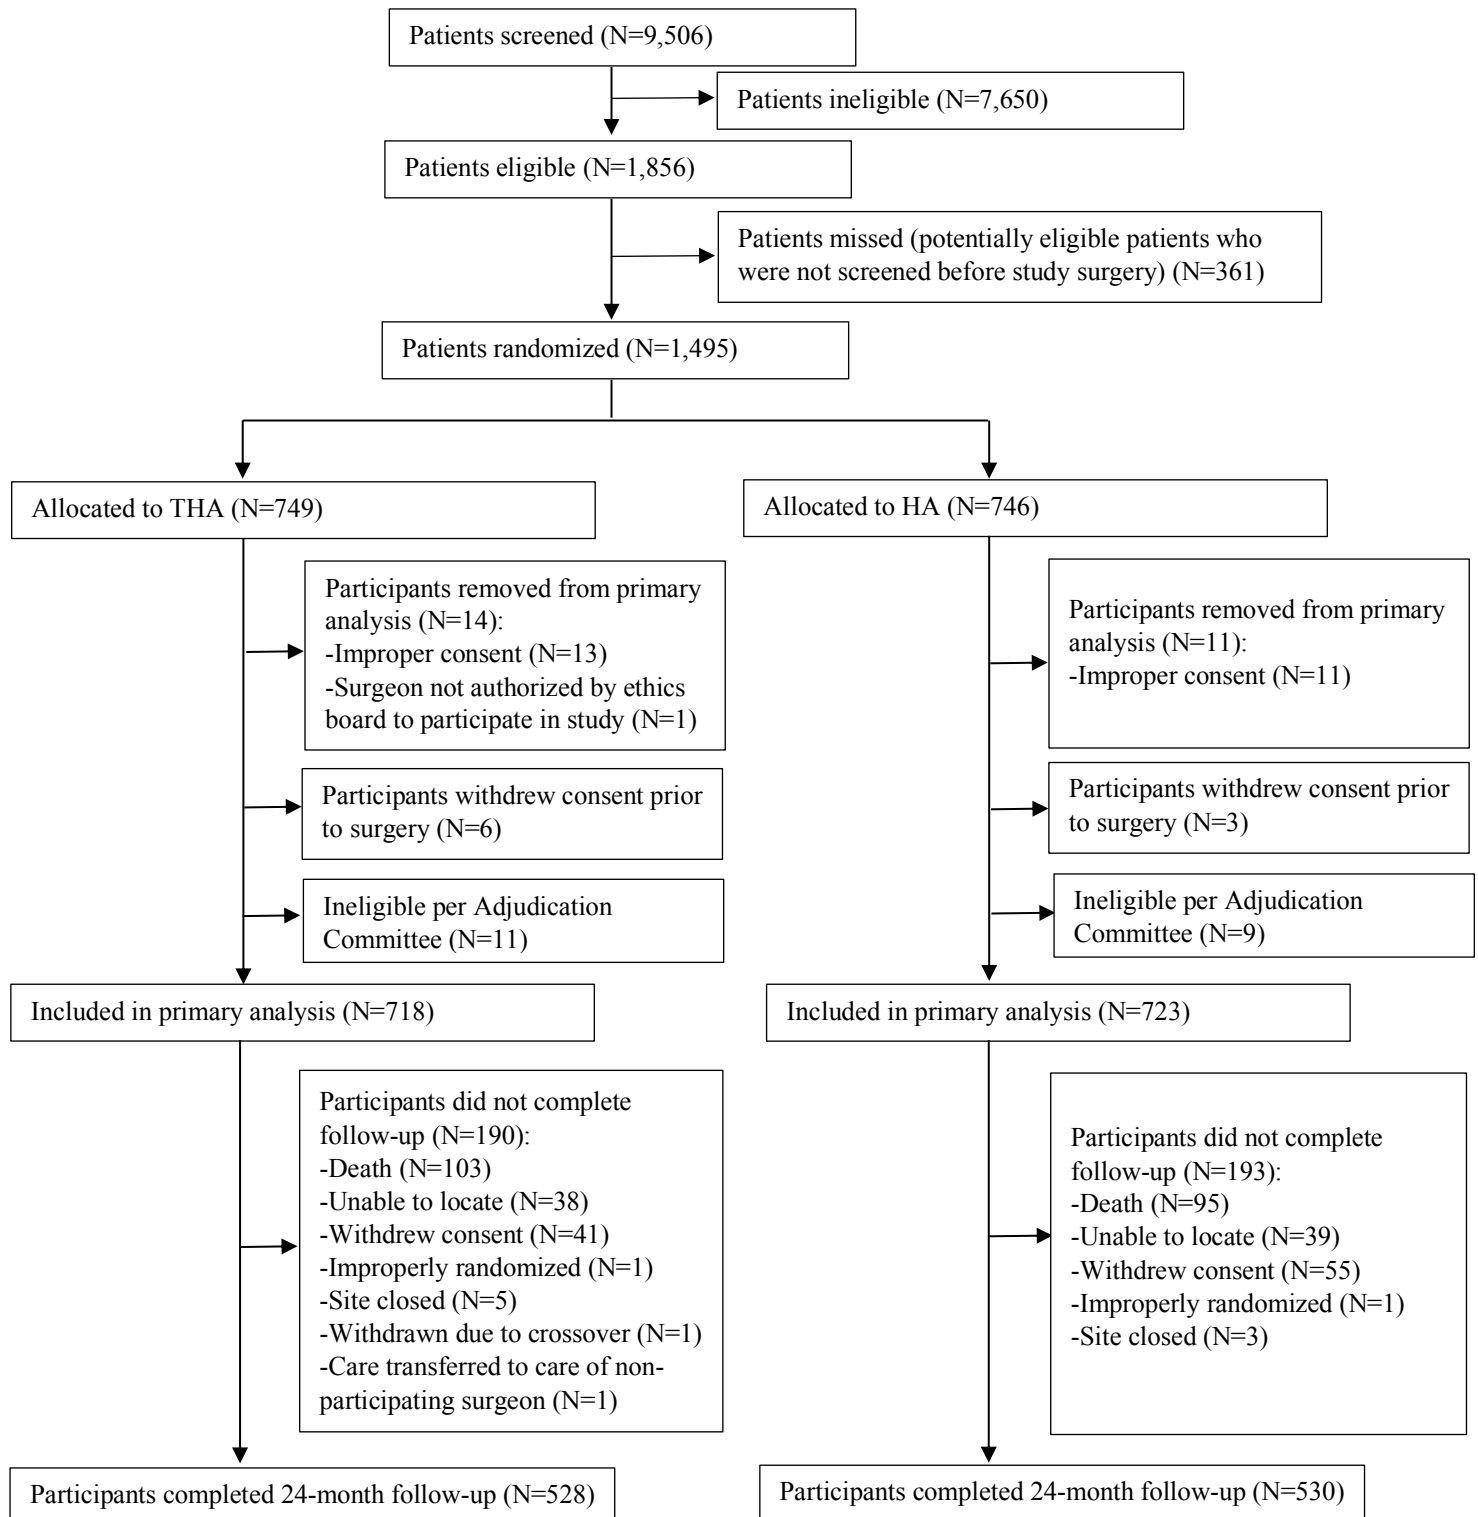 Patients screened (N=9,506)
Patients ineligible (N=7,650)
Patients eligible (N=1,856)
Patients missed (potentially eligible patients who
were not screened before study surgery) (N=361)
Patients randomized (N=1,495)
Allocated to THA (N=749)
Allocated to HA (N=746)
Participants removed from primary
analysis (N=14):
-Improper consent (N=13)
-Surgeon not authorized by ethics
board to participate in study (N=1)
Participants removed from primary
analysis (N=11):
-Improper consent (N=11)
Participants withdrew consent prior
to surgery (N=6)
Participants withdrew consent prior
to surgery (N=3)
Ineligible per Adjudication
Committee (N=11)
Ineligible per Adjudication
Committee (N=9)
Included in primary analysis (N=718)
Included in primary analysis (N=723)
Participants did not complete
follow-up (N=190):
-Death (N=103)
-Unable to locate (N=38)
-Withdrew consent (N=41)
-Improperly randomized (N=1)
-Site closed (N=5)
-Withdrawn due to crossover (N=1)
-Care transferred to care of non-
participating surgeon (N=1)
Participants did not complete
follow-up (N=193):
-Death (N=95)
-Unable to locate (N=39)
-Withdrew consent (N=55)
-Improperly randomized (N=1)
-Site closed (N=3)
Participants completed 24-month follow-up (N=528)
Participants completed 24-month follow-up (N=530)